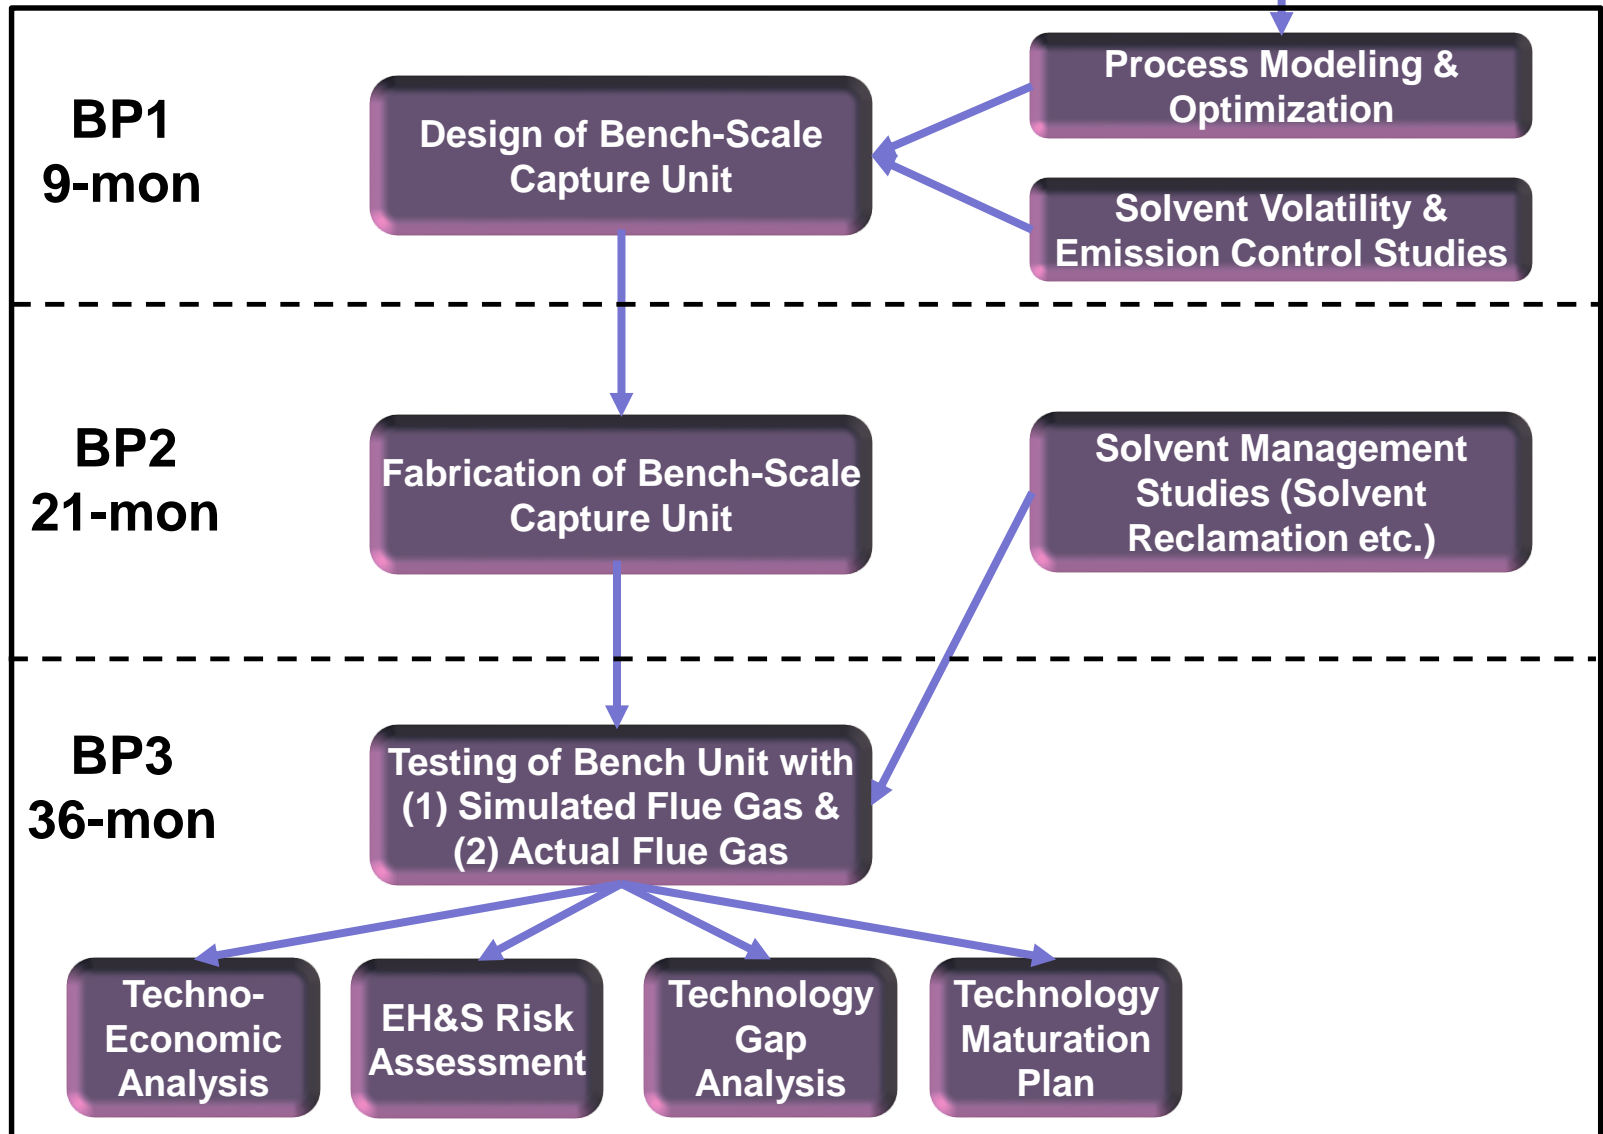 BP1
9-mon
Design of Bench-Scale
Capture Unit
Process Modeling &
Optimization
Solvent Volatility &
Emission Control Studies
BP2
21-mon
Fabrication of Bench-Scale
Capture Unit
Solvent Management
Studies (Solvent
Reclamation etc.)
BP3
36-mon
Testing of Bench Unit with
(1) Simulated Flue Gas &
(2) Actual Flue Gas
Techno-
Economic
Analysis
EH&S Risk
Assessment
Technology
Gap
Analysis
Technology
Maturation
Plan